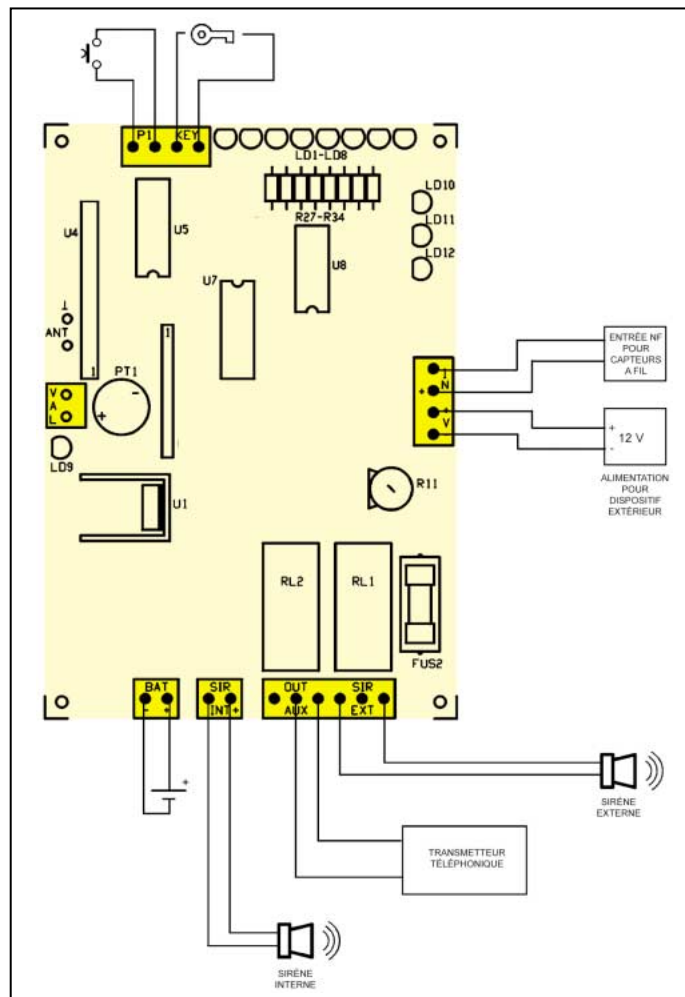 P1 KEY
LD1-LD8
LD10
R27-R34
LD11
U4
U5
U8
LD12
U7
1
ANT
1
PT1
ENTRÉE NF
POUR
CAPTEURS
A FIL
I
N
+
+
V
-
+
V
A
L
+
12 V
-
LD9
ALIMENTATION
POUR
DISPOSITIF
EXTÉRIEUR
R11
U1
RL2
RL1
FUS2
BAT
- +
SIR
INT+
OUT
AUX
SIR
EXT
+
SIRÈNE
EXTERNE
TRANSMETTEUR
TÉLÉPHONIQUE
SIRÈNE
INTERNE